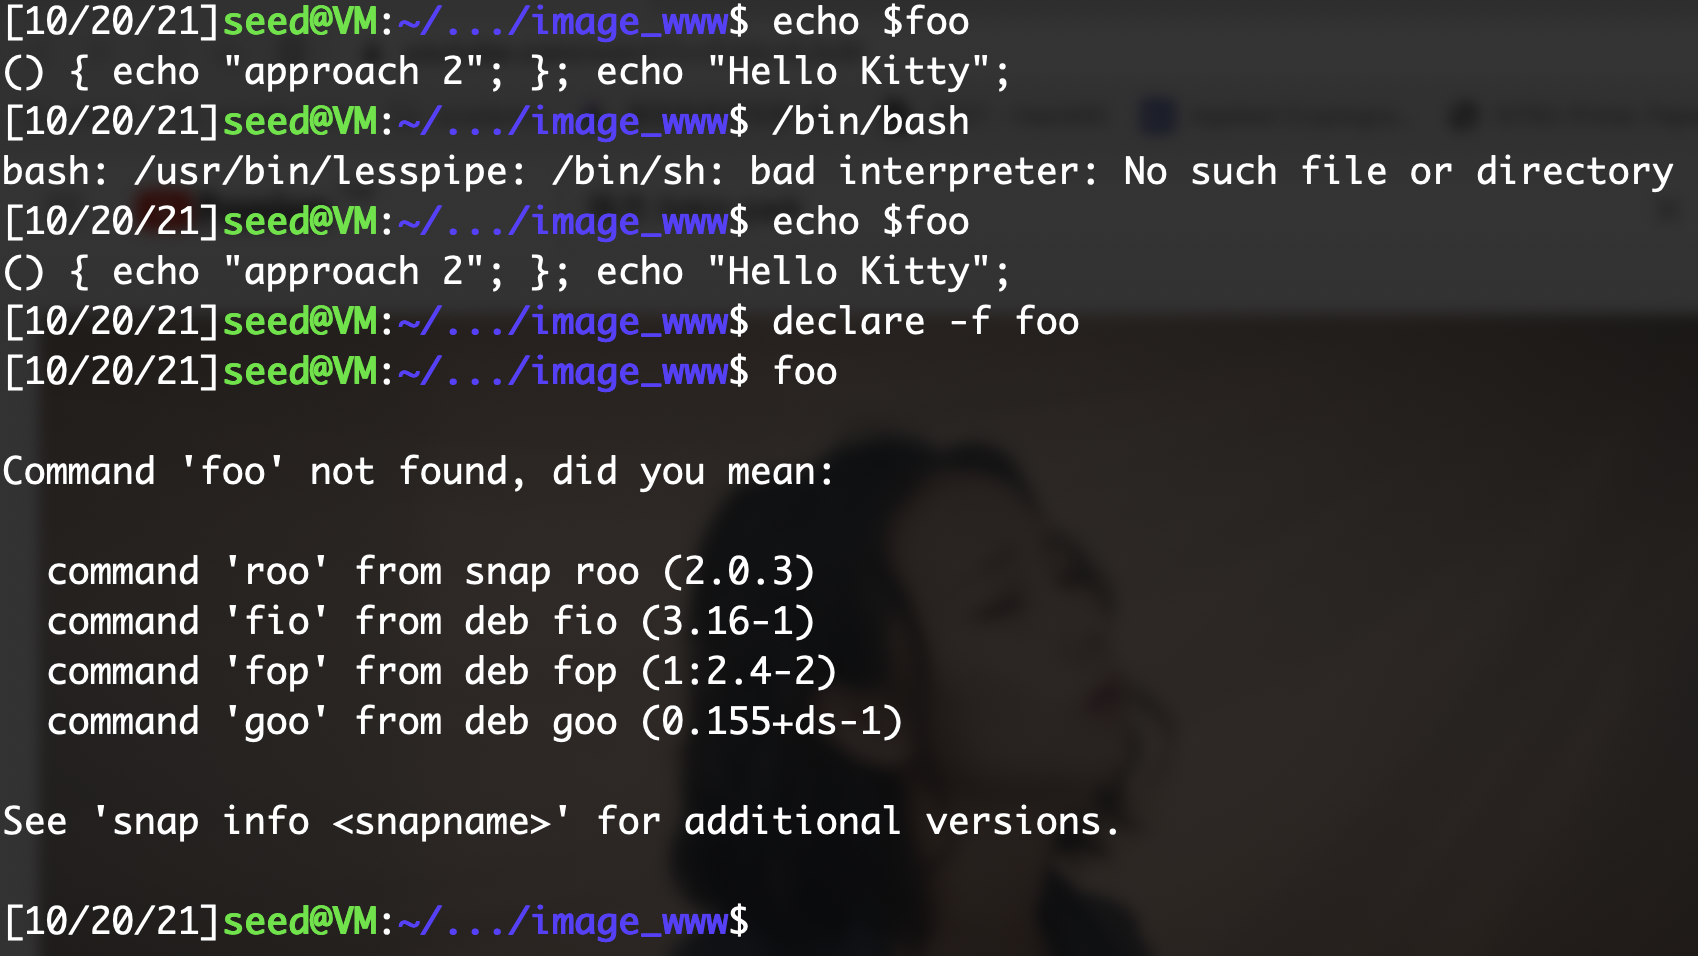 [10/20/21]seed@VM:~/.../image_www$ echo $foo
() { echo "approach 2"; }; echo "Hello Kitty";
[10/20/21]seed@VM:~/.../image_www$ /bin/bash
bash: /usr/bin/lesspipe: /bin/sh: bad interpreter: No such file or directory
[10/20/21]seed@VM:~/.../image_www$ echo $foo
() { echo "approach 2"; }; echo "Hello Kitty";
[10/20/21]seed@VM:~/.../image_www$ declare -f foo
[10/20/21]seed@VM:~/.../image_www$ foo
Command 'foo' not found, did you mean:
command 'roo' from snap roo (2.0.3)
command 'fio' from deb fio (3.16-1)
command 'fop' from deb fop (1:2.4-2)
command 'goo' from deb goo (0.155+ds-1)
See 'snap info <snapname>' for additional versions.
[10/20/21]seed@VM:~/.../image_www$